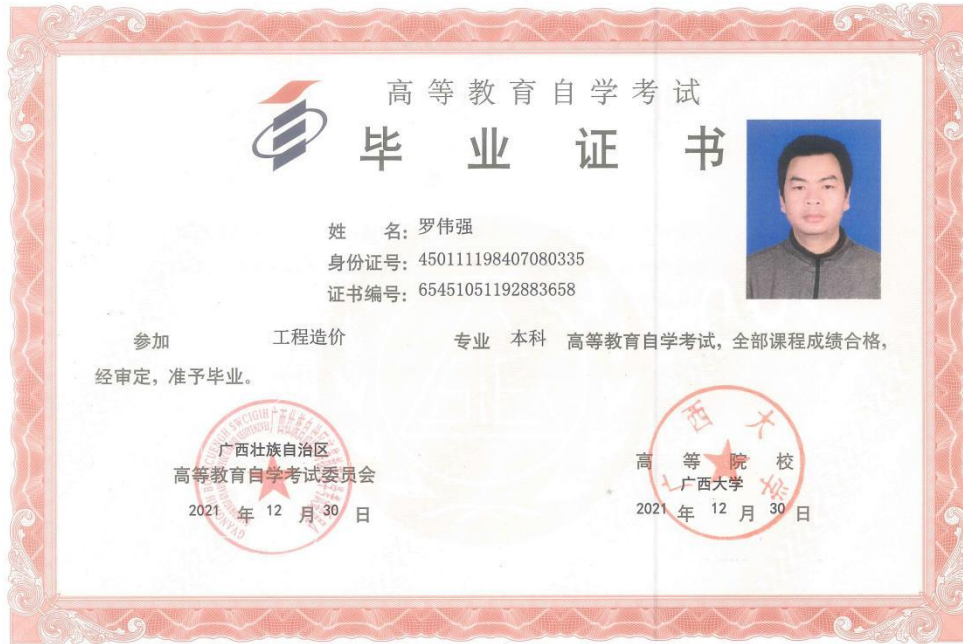 高等教育自学考试
毕业证书
姓 名：罗伟强
身份证号：450111198407080335
证书编号：65451051192883658
参加 工程造价 专业 本科 高等教育自学考试，全部课程成绩合格，
经审定，准予毕业。
广西壮族自治区
高等教育自学考试委员会
2021 年 12 月 30 日
广西大学
高等院校
广西大学
2021 年 12 月 30 日